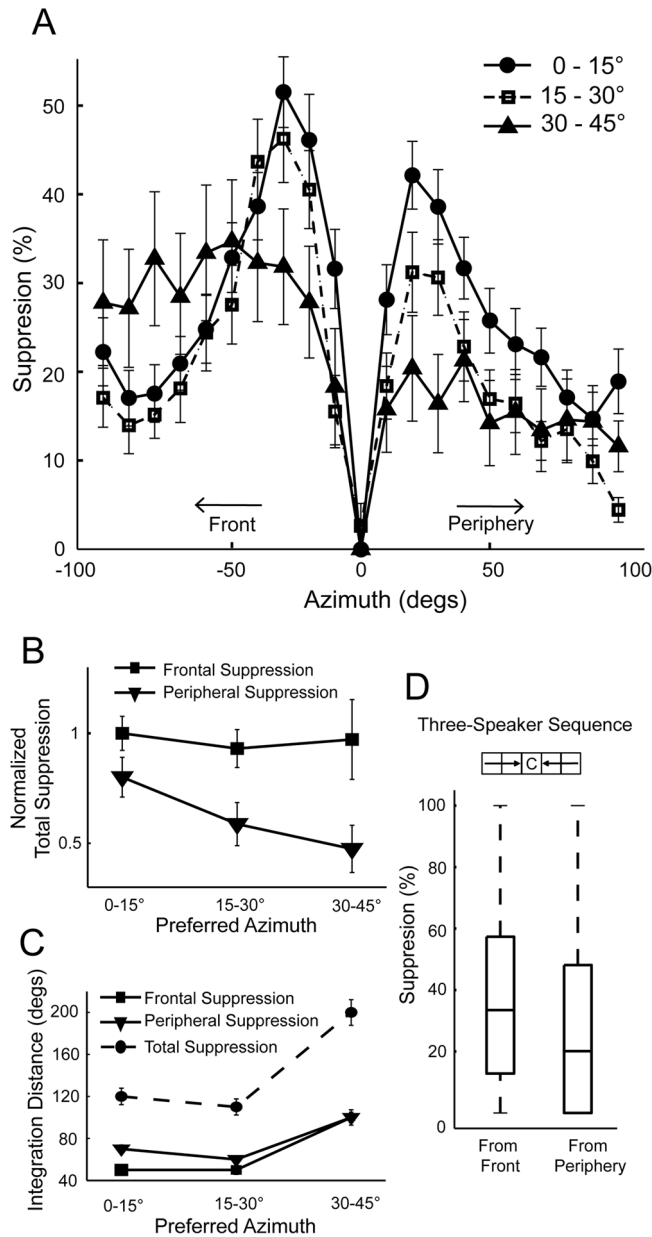 A
0 - 15°
15 - 30°
30 - 45°
50
40
30
20
10
0
Suppresion (%)
Front
Periphery
-100
-50
0
50
100
Azimuth (degs)
B
Frontal Suppression
Peripheral Suppression
1
0.5
Normalized
Total Suppression
0-15°
15-30°
30-45°
Preferred Azimuth
C
Frontal Suppression
Peripheral Suppression
Total Suppression
200
160
120
80
40
Integration Distance (degs)
0-15°
15-30°
30-45°
Preferred Azimuth
D
Three-Speaker Sequence
C
100
80
60
40
20
0
Suppresion (%)
From
Front
From
Periphery